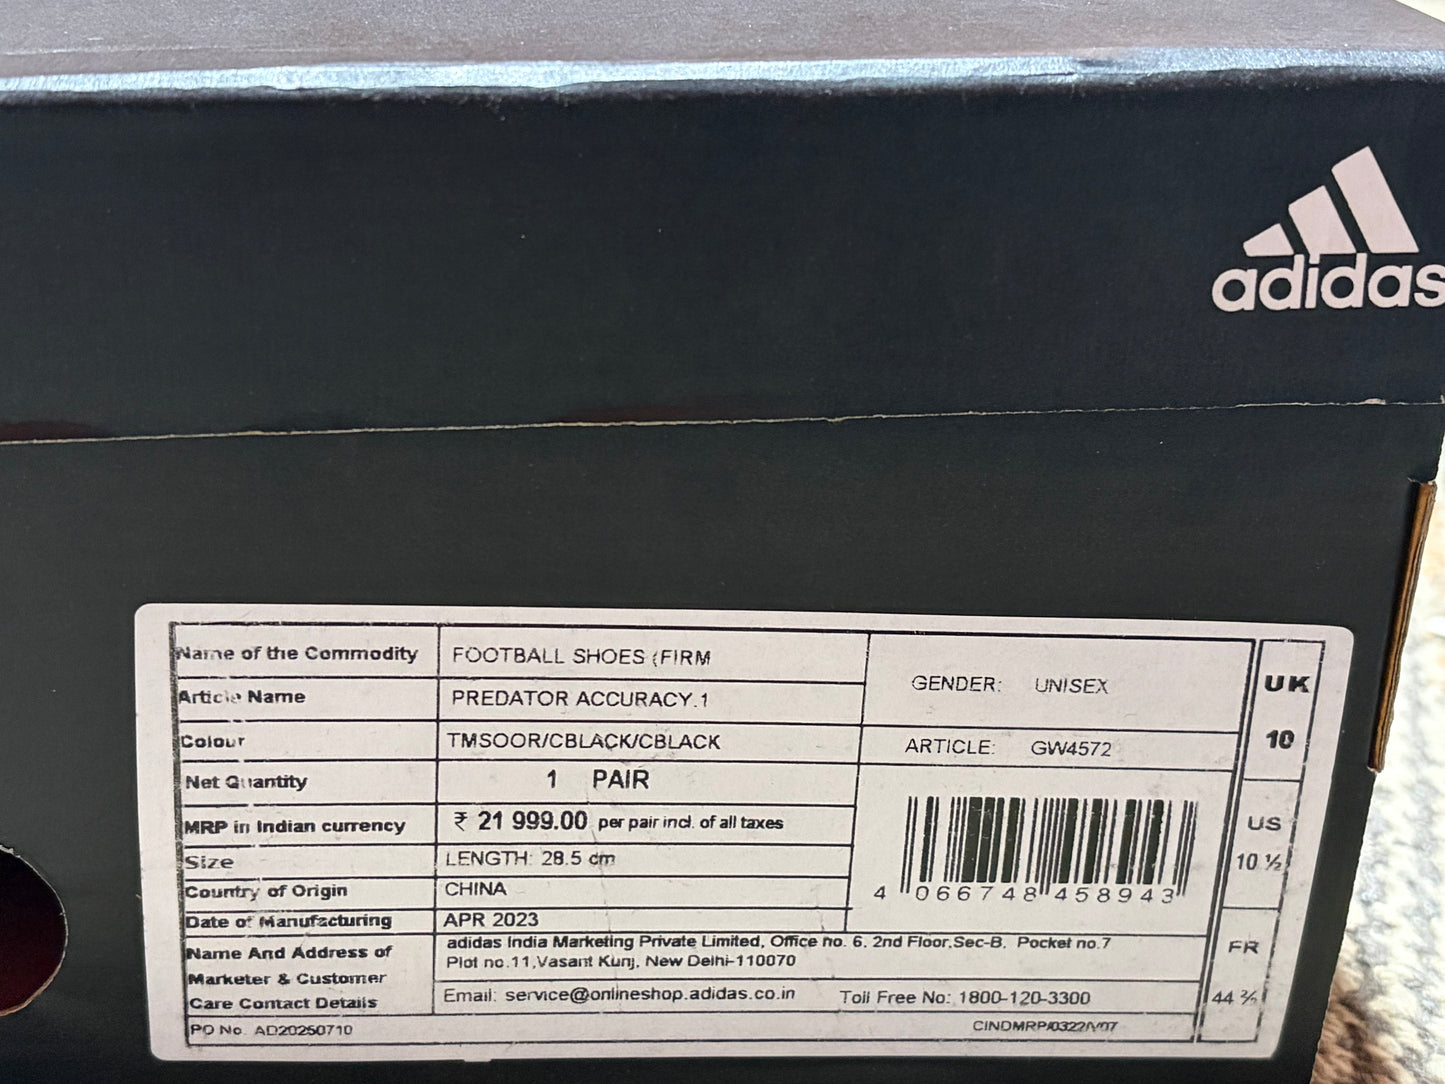 adidas
Name of the Commodity FOOTBALL SHOES (FIRM
Article Name PREDATOR ACCURACY.1
Colour TMSOOR/CBLACK/CBLACK
Net Quantity 1 PAIR
MRP in Indian currency ₹ 21 999.00 per pair incl. of all taxes
Size LENGTH: 28.5 cm
Country of Origin CHINA
Date of Manufacturing APR 2023
Name And Address of
Marketer & Customer
Care Contact Details
adidas India Marketing Private Limited, Office no. 6, 2nd Floor,Sec-B, Pocket no.7
Plot no.11,Vasant Kunj, New Delhi-110070
Email: service@onlineshop.adidas.co.in Toll Free No: 1800-120-3300
PO No. AD20250710 CINDMRP/0322/V07
GENDER: UNISEX
ARTICLE: GW4572
4 066748 458943
UK
10
US
10 ½
FR
44 ⅔